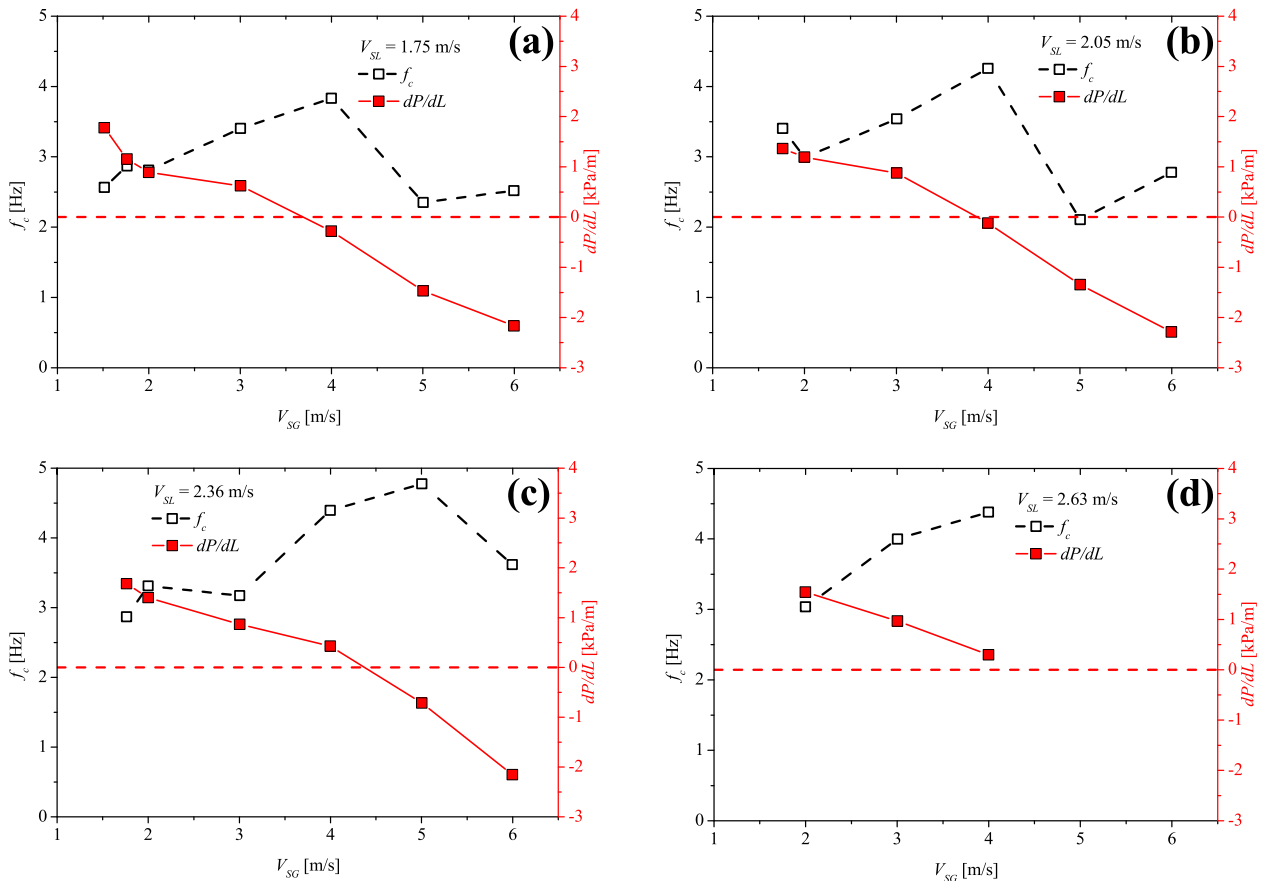 (a)
V_SL = 1.75 m/s
f_c
dP/dL
5
4
3
2
1
0
f_c [Hz]
4
3
2
1
0
-1
-2
-3
dP/dL [kPa/m]
1 2 3 4 5 6
V_SG [m/s]
(b)
V_SL = 2.05 m/s
f_c
dP/dL
5
4
3
2
1
0
f_c [Hz]
4
3
2
1
0
-1
-2
-3
dP/dL [kPa/m]
1 2 3 4 5 6
V_SG [m/s]
(c)
V_SL = 2.36 m/s
f_c
dP/dL
5
4
3
2
1
0
f_c [Hz]
4
3
2
1
0
-1
-2
-3
dP/dL [kPa/m]
1 2 3 4 5 6
V_SG [m/s]
(d)
V_SL = 2.63 m/s
f_c
dP/dL
5
4
3
2
1
0
f_c [Hz]
4
3
2
1
0
-1
-2
-3
dP/dL [kPa/m]
1 2 3 4 5 6
V_SG [m/s]